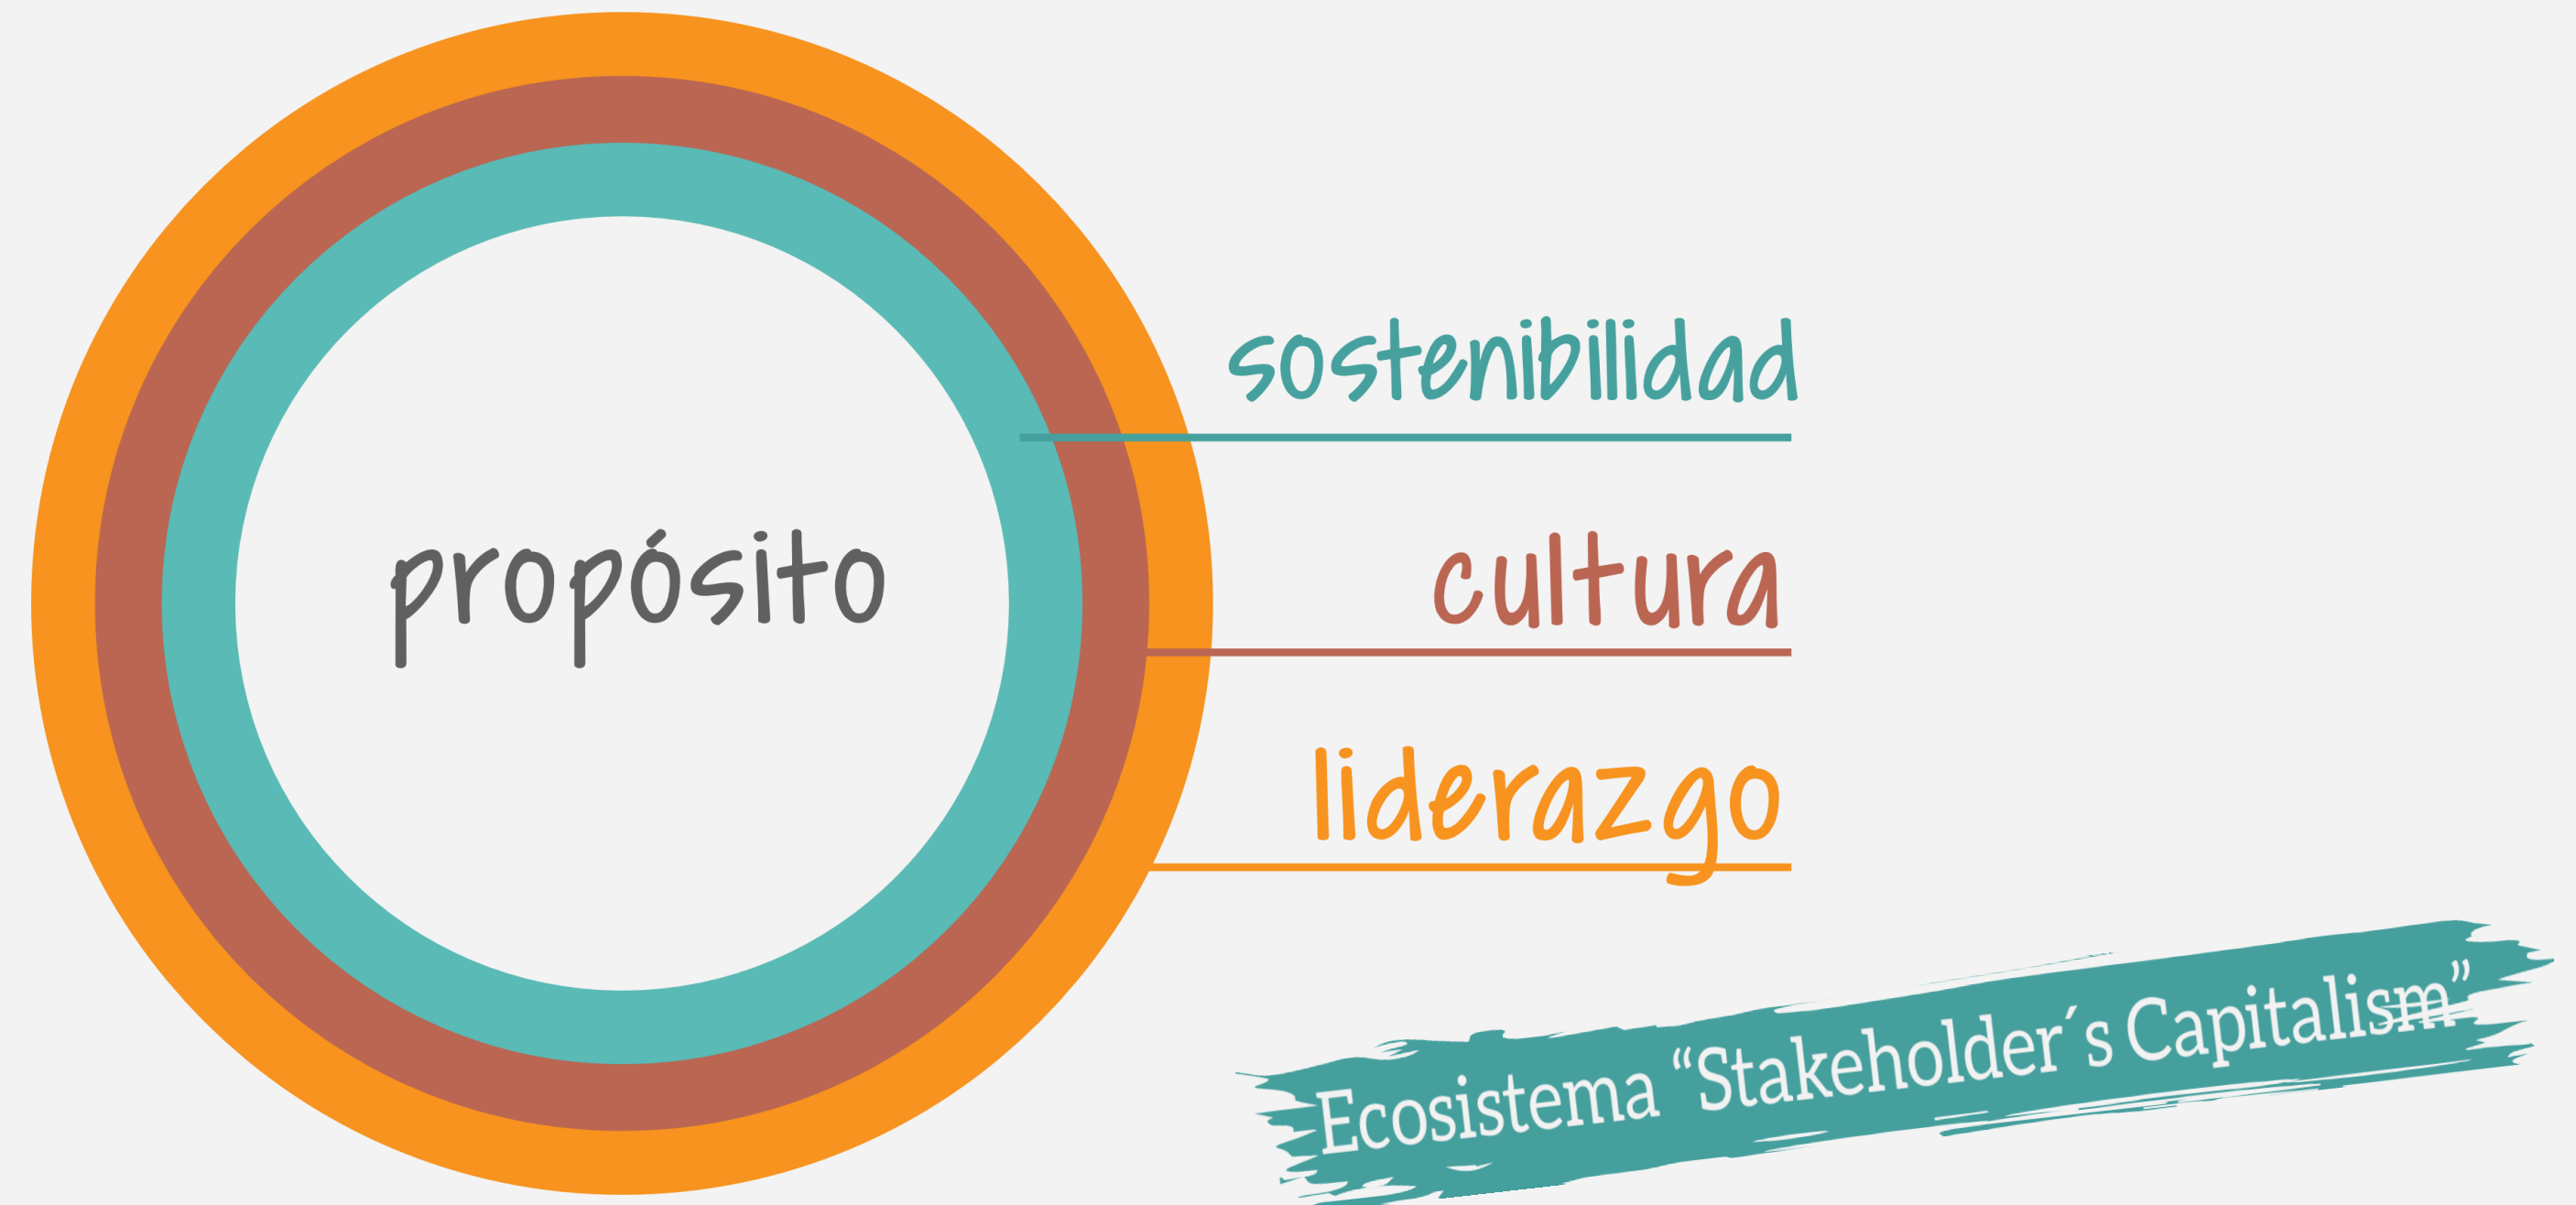 sostenibilidad
propósito
cultura
liderazgo
Ecosistema “Stakeholder´s Capitalism”